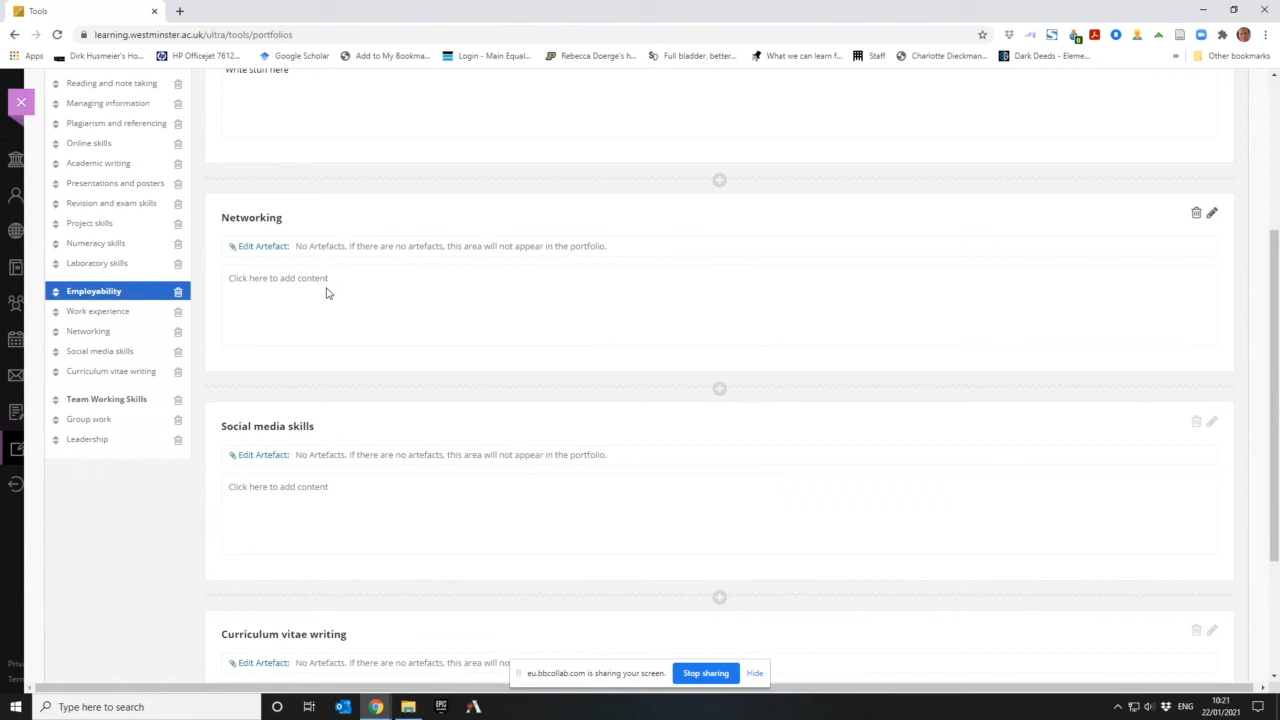 Tools
learning.westminster.ac.uk/ultra/tools/portfolios
Apps
Dirk Husmeier's Ho...
HP Officejet 7612...
Google Scholar
Add to My Bookma...
Login - Main Equal...
Rebecca Doerge's h...
Full bladder, better...
What we can learn f...
Staff
Charlotte Dieckman...
Dark Deeds - Eleme...
»
Other bookmarks
Write stuff here
Reading and note taking
Managing information
Plagiarism and referencing
Online skills
Academic writing
Presentations and posters
Revision and exam skills
Project skills
Numeracy skills
Laboratory skills
Employability
Work experience
Networking
Social media skills
Curriculum vitae writing
Team Working Skills
Group work
Leadership
Networking
Edit Artefact: No Artefacts. If there are no artefacts, this area will not appear in the portfolio.
Click here to add content
Social media skills
Edit Artefact: No Artefacts. If there are no artefacts, this area will not appear in the portfolio.
Click here to add content
Curriculum vitae writing
Edit Artefact: No Artefacts. If there are no artefacts, this area will no
eu.bbcollab.com is sharing your screen.
Stop sharing
Hide
Priv
Tern
Type here to search
EPIC
ENG
10:21
22/01/2021